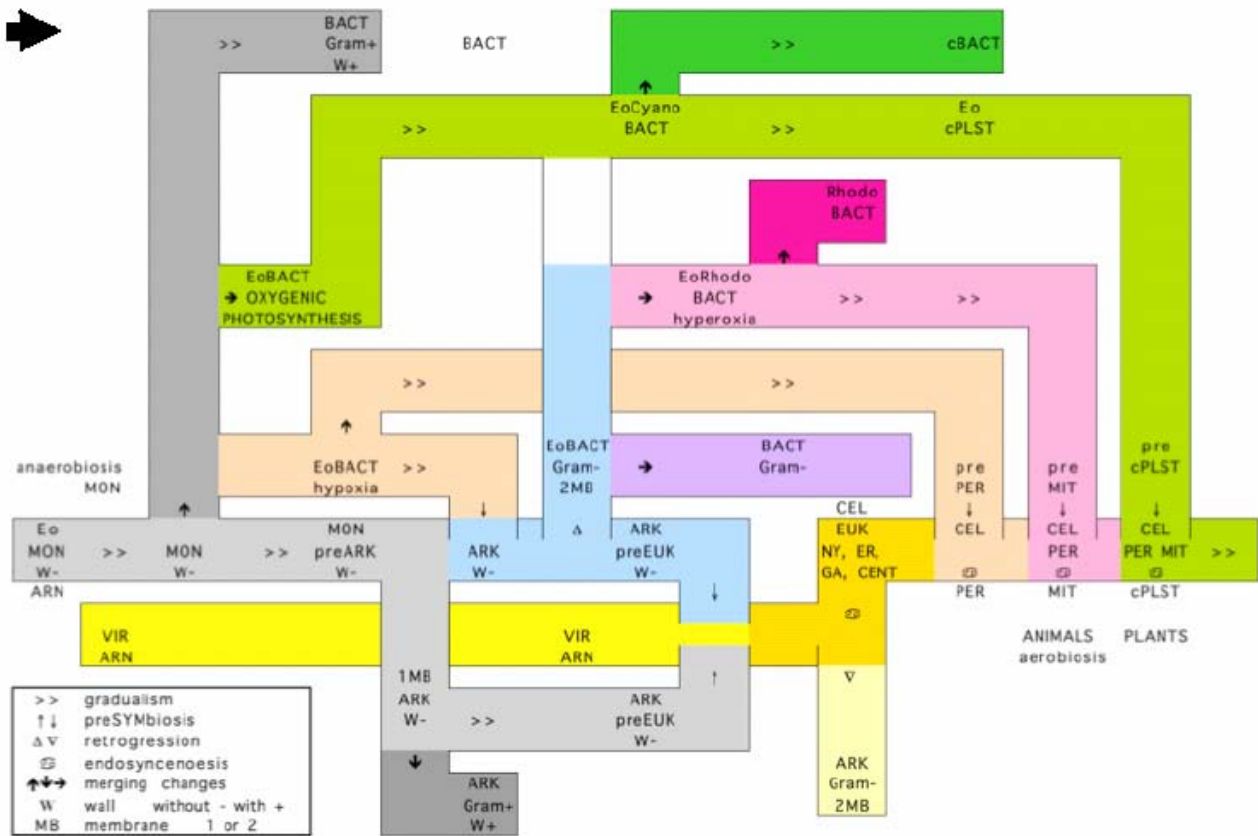 BACT
Gram+
W+
>>
BACT
>>
cBACT
EoCyano
BACT
>>
>>
Eo
cPLST
Rhodo
BACT
EoBACT
OXYGENIC
PHOTOSYNTHESIS
EoRhodo
BACT
hyperoxia
>>
>>
>>
>>
anaerobiosis
MON
EoBACT
hypoxia
>>
EoBACT
Gram-
2MB
BACT
Gram-
pre
PER
pre
MIT
pre
cPLST
Eo
MON
W-
ARN
>>
MON
W-
>>
MON
preARK
W-
ARK
W-
ARK
preEUK
W-
CEL
EUK
NY, ER,
GA, CENT
CEL
PER
CEL
PER
MIT
CEL
PER MIT
cPLST
>>
VIR
ARN
VIR
ARN
ANIMALS
aerobiosis
PLANTS
1MB
ARK
W-
>>
ARK
preEUK
W-
ARK
Gram+
W+
ARK
Gram-
2MB
>> gradualism
↑↓ preSYMbiosis
Δ∇ retrogression
♋ endosyncenoesis
↑↓→ merging changes
W wall without - with +
MB membrane 1 or 2